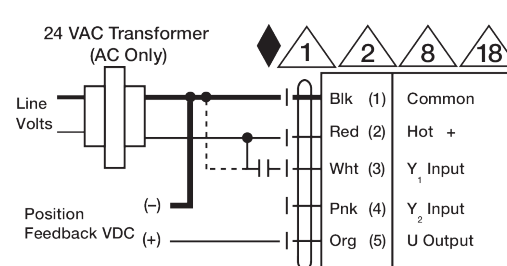 24 VAC Transformer
(AC Only)
1 2 8 18
Line
Volts
Blk (1) Common
Red (2) Hot +
Wht (3) Y1 Input
Pnk (4) Y2 Input
Org (5) U Output
Position
Feedback VDC
(–)
(+)